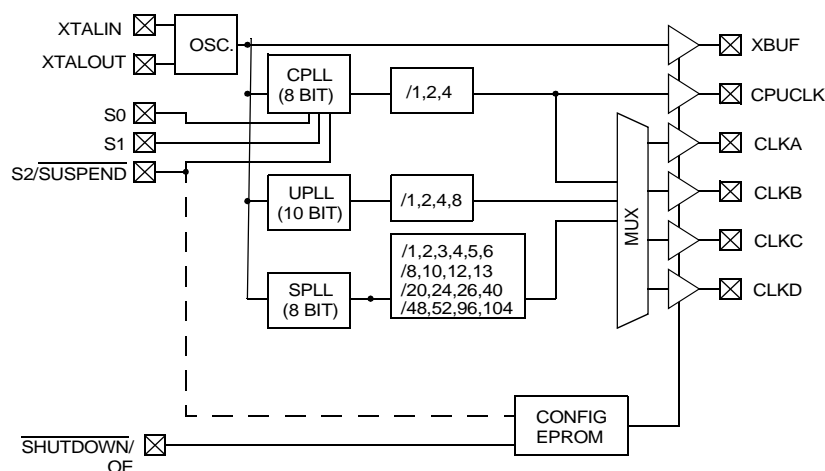 XTALIN
XTALOUT
OSC.
XBUF
CPLL
(8 BIT)
/1,2,4
CPUCLK
S0
S1
S2/SUSPEND
CLKA
CLKB
CLKC
CLKD
MUX
UPLL
(10 BIT)
/1,2,4,8
SPLL
(8 BIT)
/1,2,3,4,5,6
/8,10,12,13
/20,24,26,40
/48,52,96,104
CONFIG
EPROM
SHUTDOWN/
OE